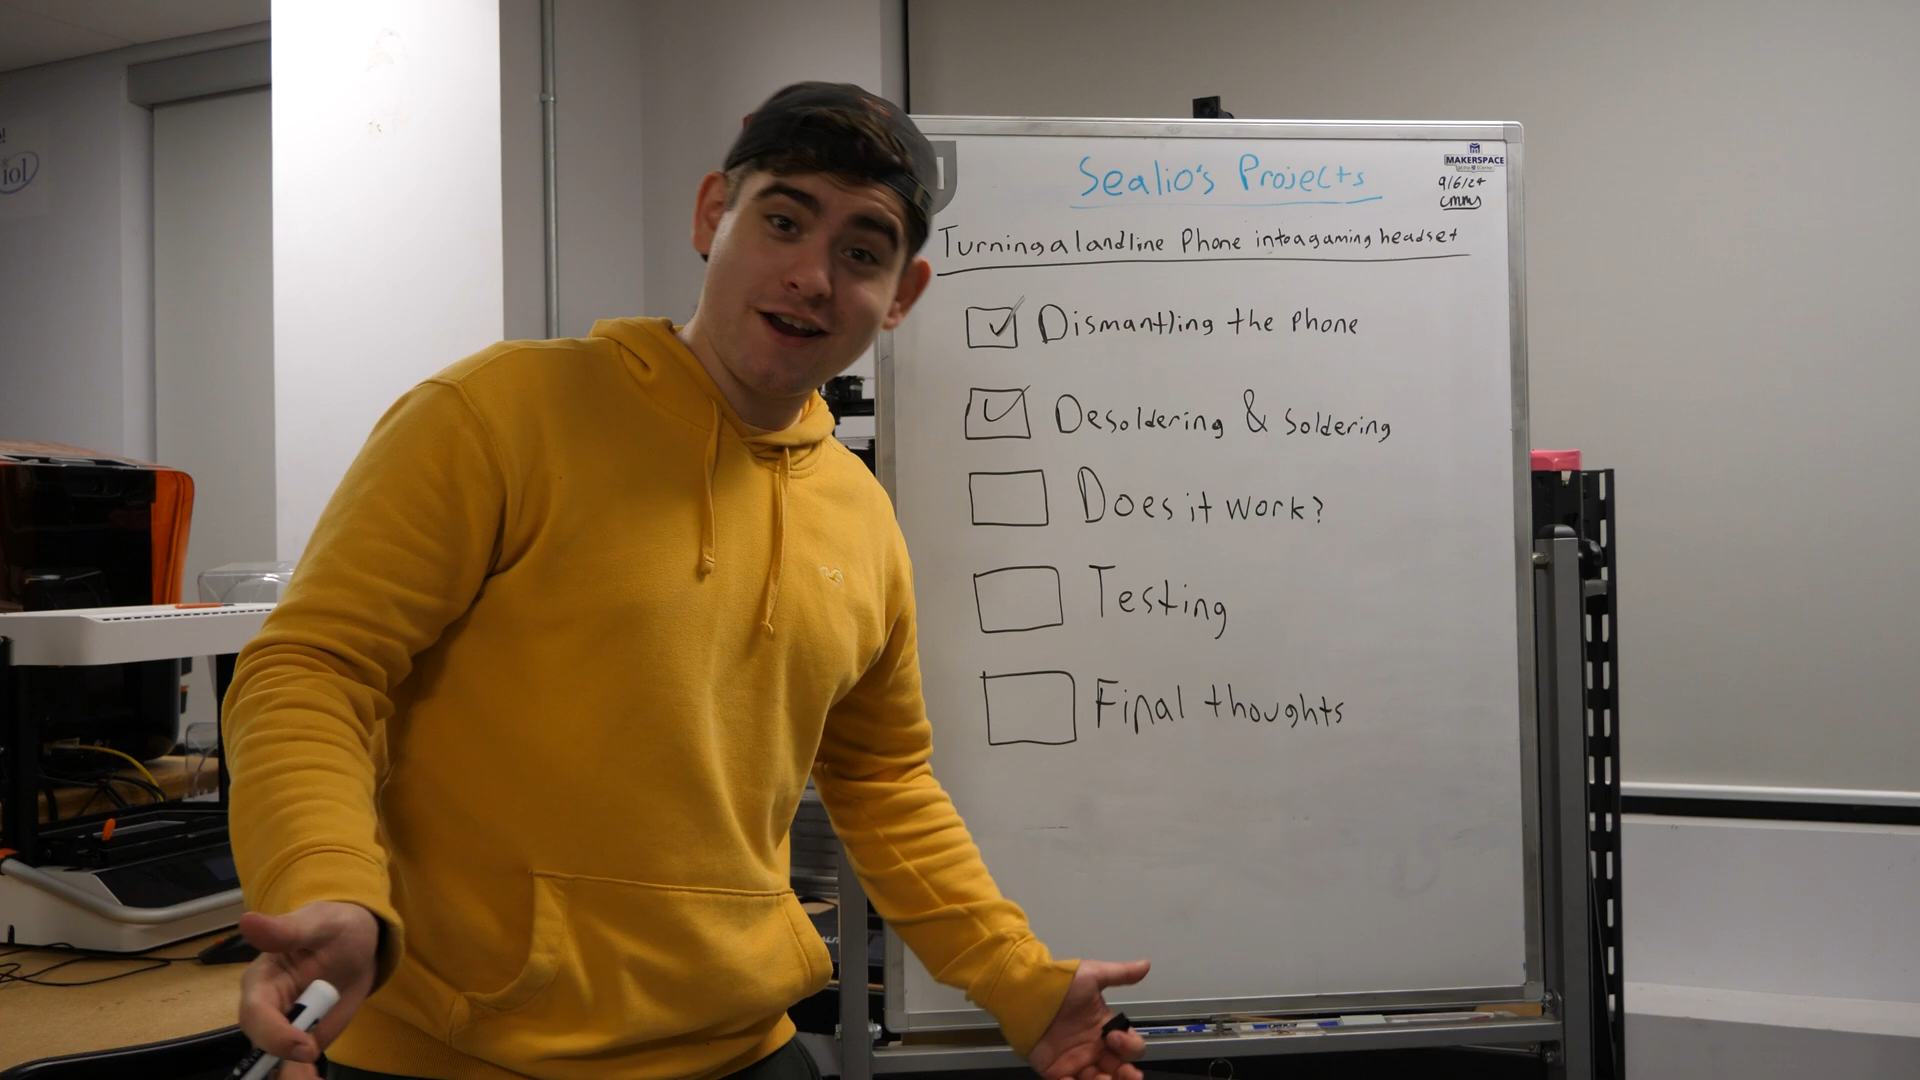 Sealio's Projects
MAKERSPACE
9/6/24
Turning a landline Phone into a gaming headset
Dismantling the Phone
Desoldering & Soldering
Does it work?
Testing
Final thoughts
iol